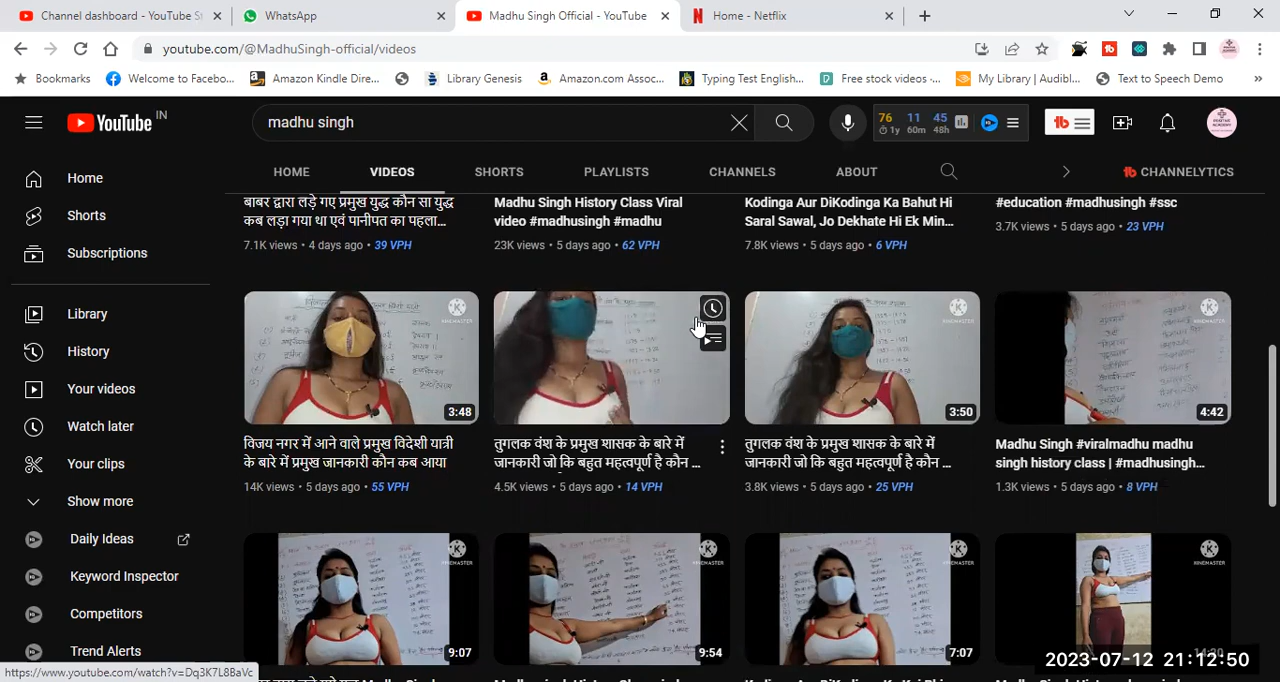 Channel dashboard - YouTube St
WhatsApp
Madhu Singh Official - YouTube
Home - Netflix
youtube.com/@MadhuSingh-official/videos
Bookmarks
Welcome to Facebo...
Amazon Kindle Dire...
Library Genesis
Amazon.com Assoc...
Typing Test English...
Free stock videos -...
My Library | Audibl...
Text to Speech Demo
YouTube IN
madhu singh
76 11 45
1y 60m 48h
HOME
VIDEOS
SHORTS
PLAYLISTS
CHANNELS
ABOUT
CHANNELYTICS
Home
Shorts
Subscriptions
Library
History
Your videos
Watch later
Your clips
Show more
Daily Ideas
Keyword Inspector
Competitors
Trend Alerts
बाबर द्वारा लड़े गए प्रमुख युद्ध कौन सा युद्ध
कब लड़ा गया था एवं पानीपत का पहला...
7.1K views • 4 days ago • 39 VPH
Madhu Singh History Class Viral
video #madhusingh #madhu
23K views • 5 days ago • 62 VPH
Kodinga Aur DiKodinga Ka Bahut Hi
Saral Sawal, Jo Dekhate Hi Ek Min...
7.8K views • 5 days ago • 6 VPH
#education #madhusingh #ssc
3.7K views • 5 days ago • 23 VPH
KINEMASTER
3:48
KINEMASTER
3:50
KINEMASTER
4:42
विजय नगर में आने वाले प्रमुख विदेशी यात्री
के बारे में प्रमुख जानकारी कौन कब आया
14K views • 5 days ago • 55 VPH
तुगलक वंश के प्रमुख शासक के बारे में
जानकारी जो कि बहुत महत्वपूर्ण है कौन ...
4.5K views • 5 days ago • 14 VPH
तुगलक वंश के प्रमुख शासक के बारे में
जानकारी जो कि बहुत महत्वपूर्ण है कौन ...
3.8K views • 5 days ago • 25 VPH
Madhu Singh #viralmadhu madhu
singh history class | #madhusingh...
1.3K views • 5 days ago • 8 VPH
KINEMASTER
9:07
KINEMASTER
9:54
KINEMASTER
7:07
KINEMASTER
https://www.youtube.com/watch?v=Dq3K7L8BaVc
2023-07-12 21:12:50